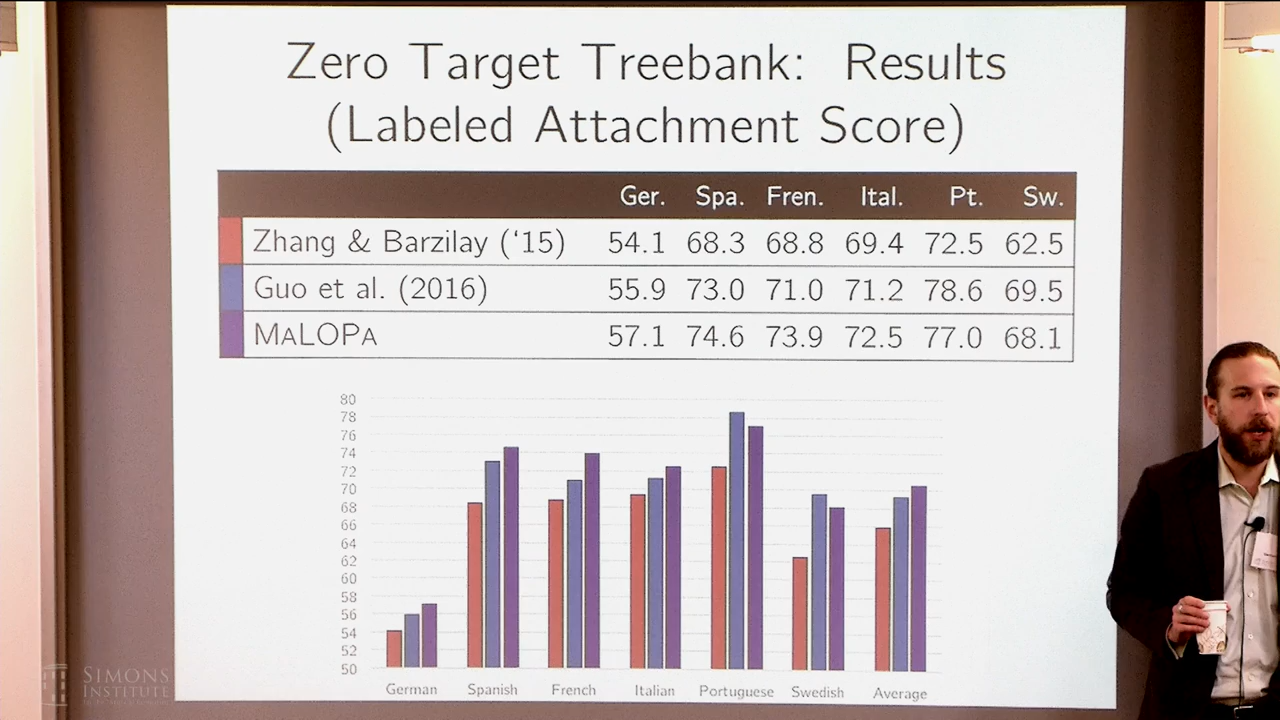 Zero Target Treebank: Results
(Labeled Attachment Score)
Ger. Spa. Fren. Ital. Pt. Sw.
Zhang & Barzilay (‘15) 54.1 68.3 68.8 69.4 72.5 62.5
Guo et al. (2016) 55.9 73.0 71.0 71.2 78.6 69.5
MALOPA 57.1 74.6 73.9 72.5 77.0 68.1
80
78
76
74
72
70
68
66
64
62
60
58
56
54
52
50
German Spanish French Italian Portuguese Swedish Average
SIMONS
INSTITUTE